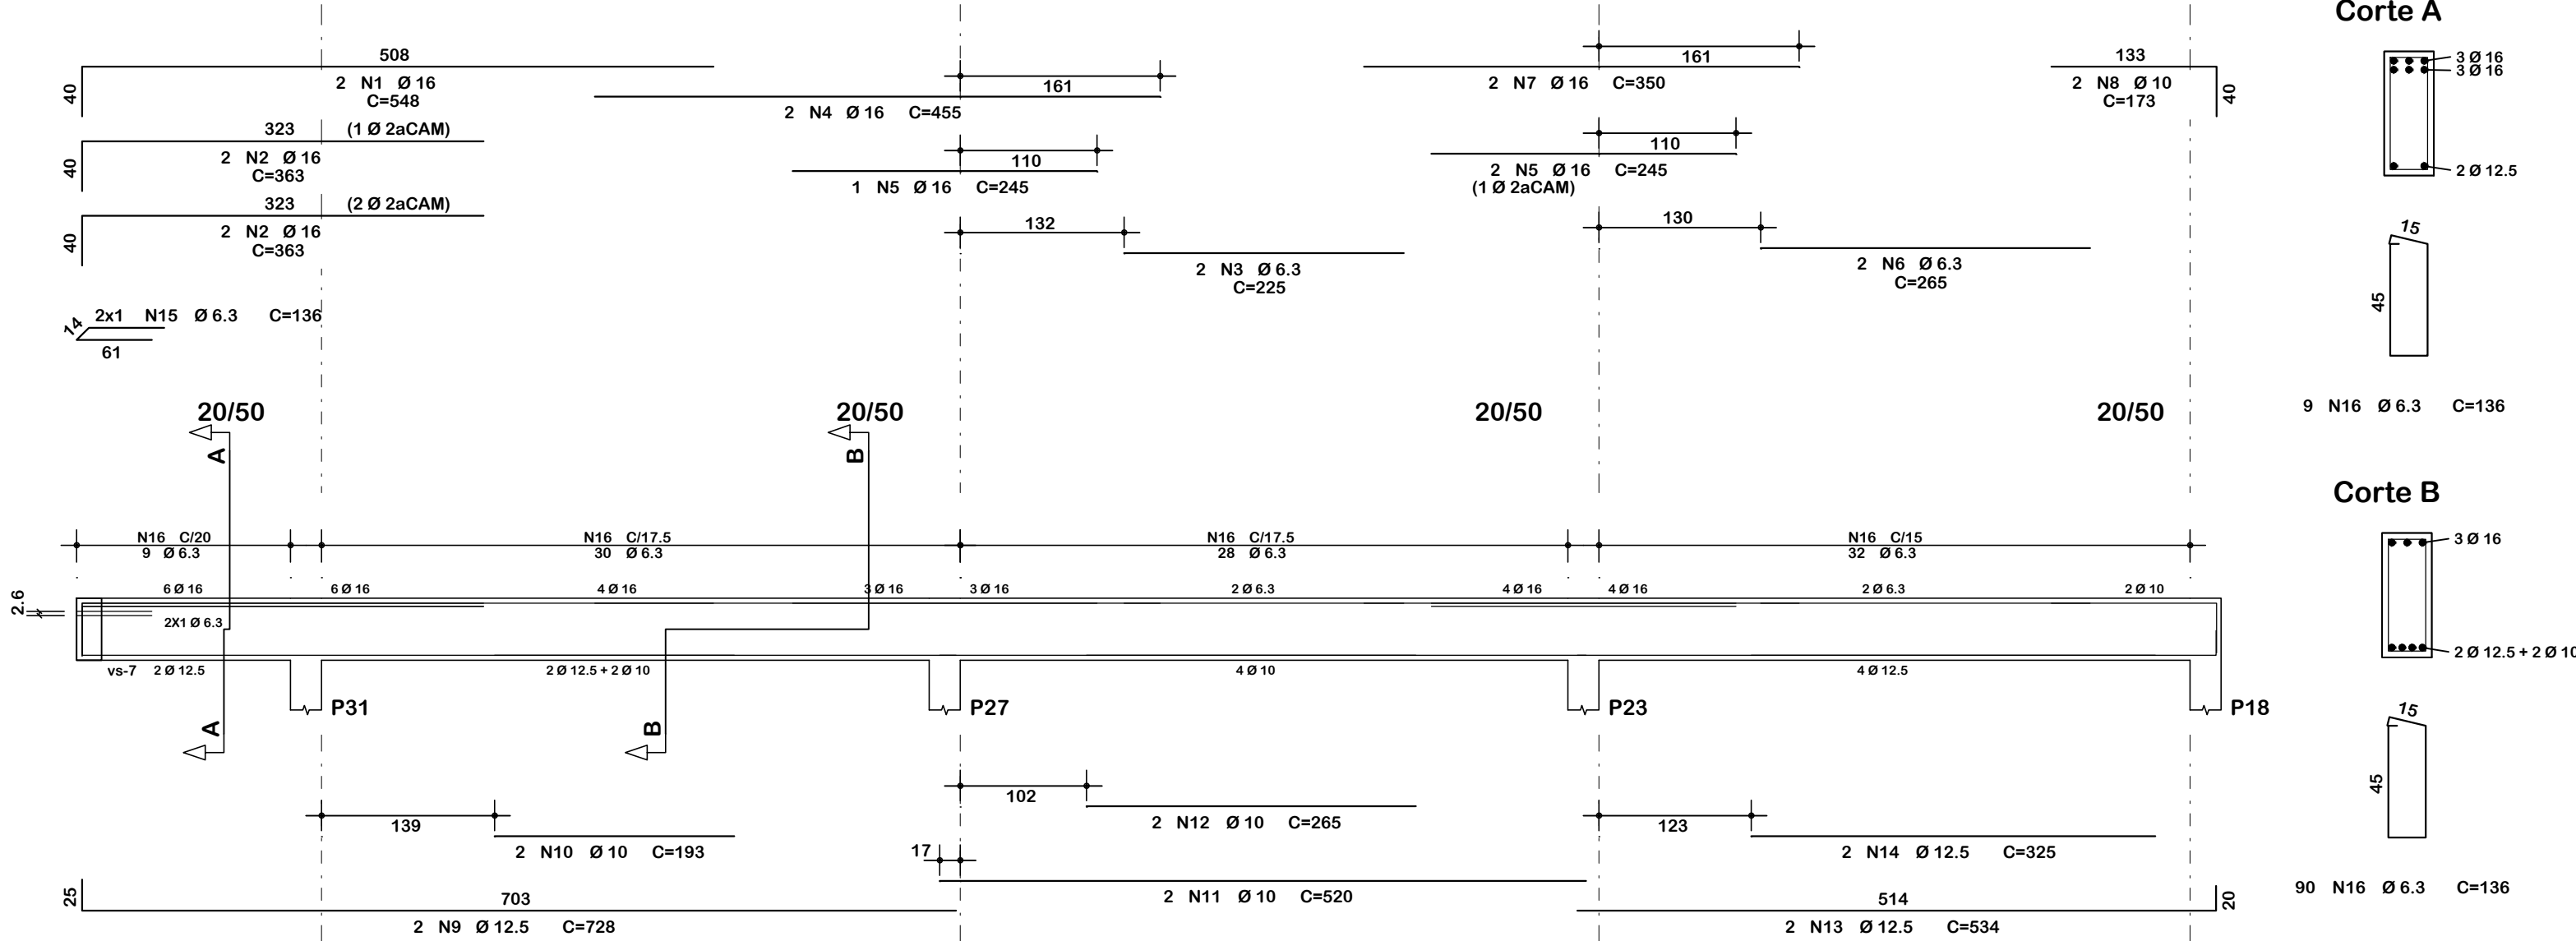 Corte A
508
40
2 N1 Ø 16
C=548
323 (1 Ø 2aCAM)
40
2 N2 Ø 16
C=363
323 (2 Ø 2aCAM)
40
2 N2 Ø 16
C=363
2x1 N15 Ø 6.3 C=136
14
61
161
2 N4 Ø 16 C=455
110
1 N5 Ø 16 C=245
132
2 N3 Ø 6.3
C=225
161
2 N7 Ø 16 C=350
110
2 N5 Ø 16 C=245
(1 Ø 2aCAM)
130
2 N6 Ø 6.3
C=265
133
2 N8 Ø 10
C=173
40
3 Ø 16
3 Ø 16
2 Ø 12.5
15
45
9 N16 Ø 6.3 C=136
20/50
20/50
20/50
20/50
A
B
Corte B
N16 C/20
9 Ø 6.3
N16 C/17.5
30 Ø 6.3
N16 C/17.5
28 Ø 6.3
N16 C/15
32 Ø 6.3
3 Ø 16
2.6
6 Ø 16
6 Ø 16
4 Ø 16
3 Ø 16
3 Ø 16
2 Ø 6.3
4 Ø 16
4 Ø 16
2 Ø 6.3
2 Ø 10
2X1 Ø 6.3
vs-7
2 Ø 12.5
2 Ø 12.5 + 2 Ø 10
4 Ø 10
4 Ø 12.5
2 Ø 12.5 + 2 Ø 10
P31
P27
P23
P18
A
B
15
45
139
2 N10 Ø 10 C=193
102
2 N12 Ø 10 C=265
123
2 N14 Ø 12.5 C=325
17
2 N11 Ø 10 C=520
90 N16 Ø 6.3 C=136
25
703
2 N9 Ø 12.5 C=728
514
20
2 N13 Ø 12.5 C=534